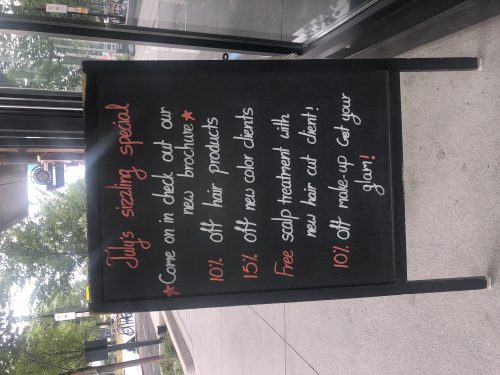 July's sizzling special
★Come on in check out our
new brochure★
10% off hair products
15% off new color clients
Free scalp treatment with
new hair cut client!
10% off make-up Get your
glam!